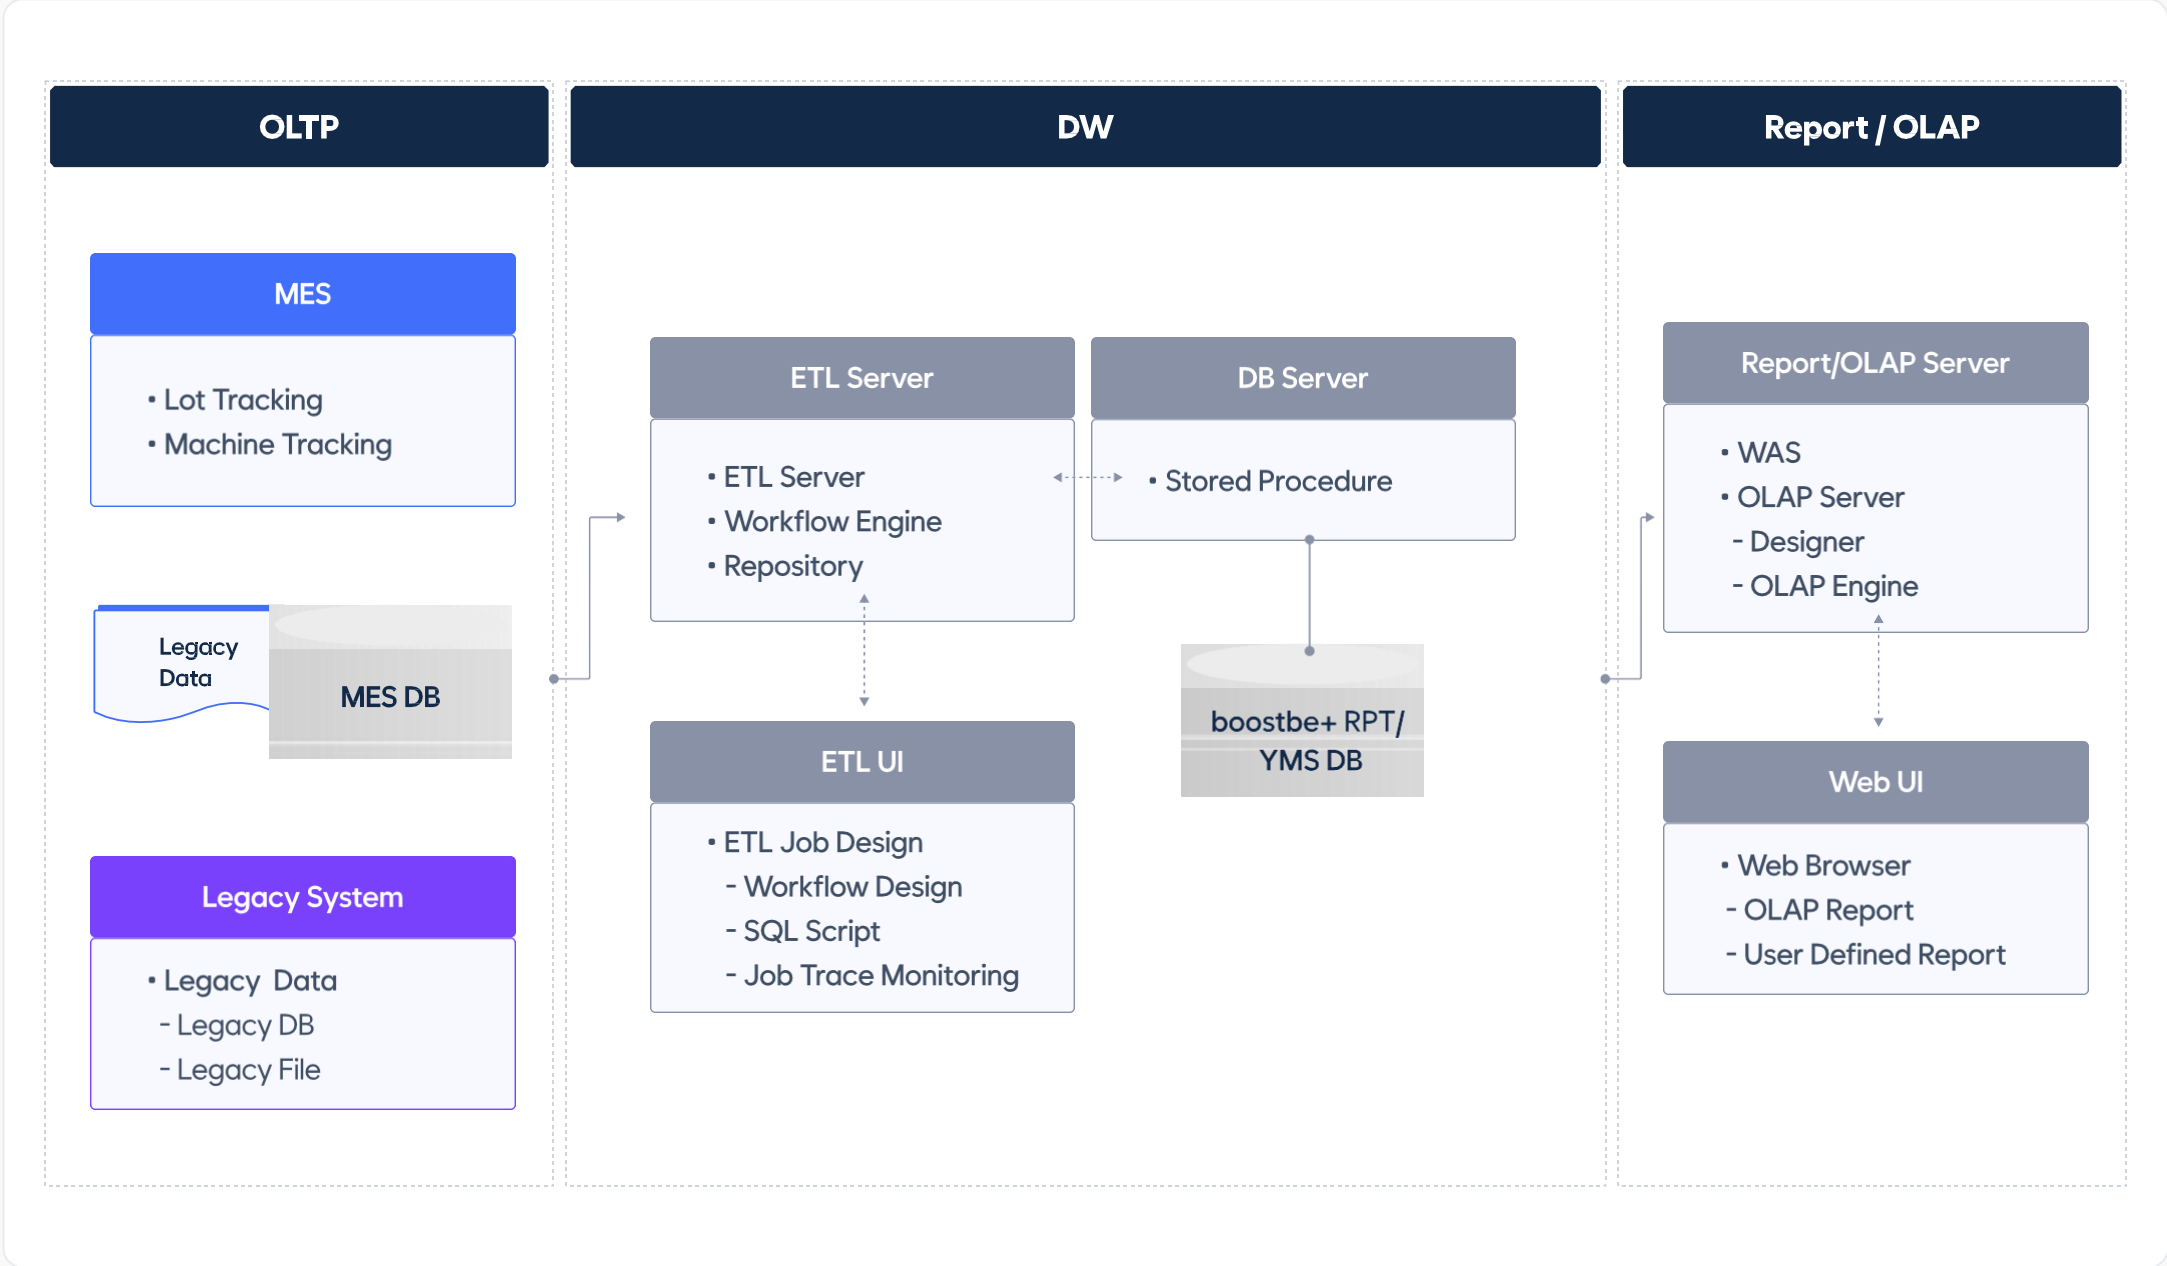 OLTP
MES
• Lot Tracking
• Machine Tracking
Legacy
Data
MES DB
Legacy System
• Legacy  Data
- Legacy DB
- Legacy File
DW
ETL Server
• ETL Server
• Workflow Engine
• Repository
DB Server
• Stored Procedure
ETL UI
• ETL Job Design
- Workflow Design
- SQL Script
- Job Trace Monitoring
boostbe+ RPT/
YMS DB
Report / OLAP
Report/OLAP Server
• WAS
• OLAP Server
- Designer
- OLAP Engine
Web UI
• Web Browser
- OLAP Report
- User Defined Report